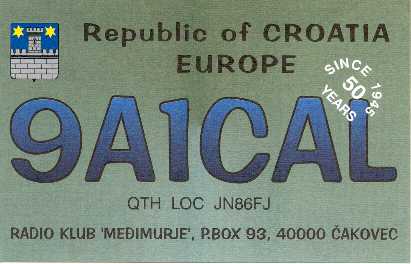 Republic of CROATIA
EUROPE
SINCE 1945
50
YEARS
9A1CAL
QTH LOC JN86FJ
RADIO KLUB 'MEĐIMURJE', P.BOX 93, 40000 ČAKOVEC